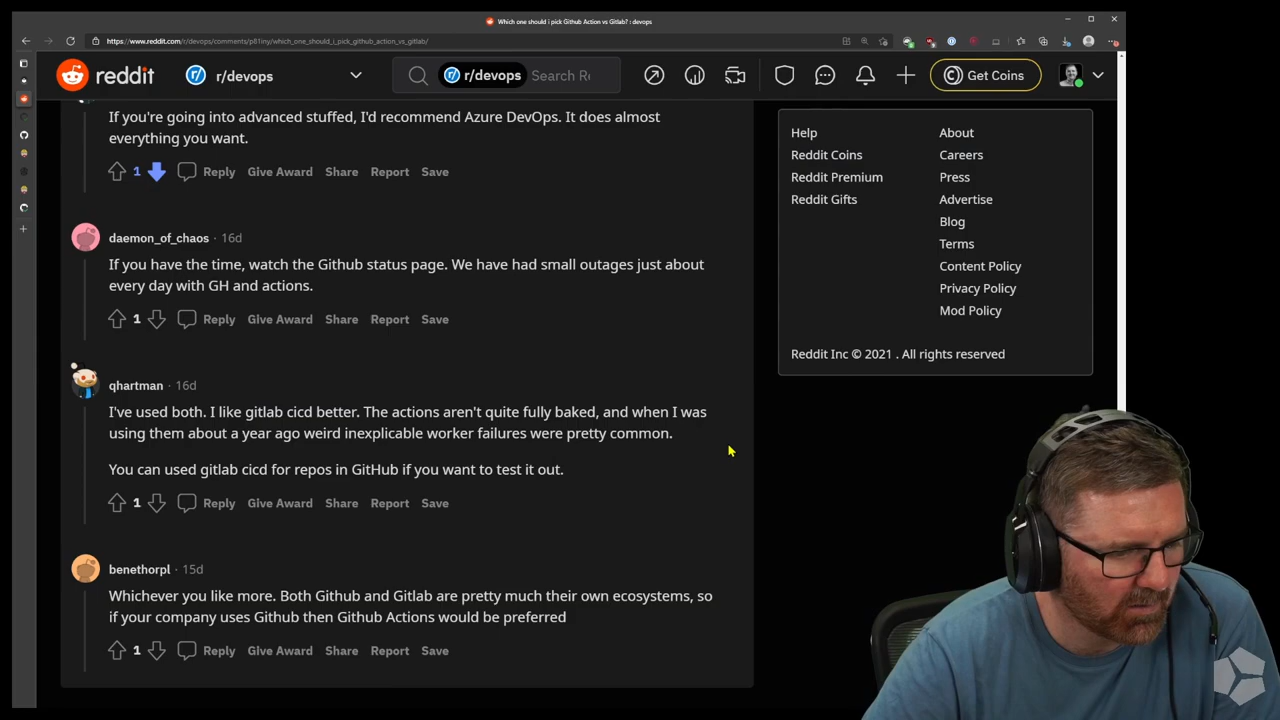 Which one should i pick Github Action vs Gitlab? : devops
https://www.reddit.com/r/devops/comments/p81iny/which_one_should_i_pick_github_action_vs_gitlab/
reddit
r/devops
r/devops Search Re
Get Coins
If you're going into advanced stuffed, I'd recommend Azure DevOps. It does almost
everything you want.
1 Reply Give Award Share Report Save
daemon_of_chaos · 16d
If you have the time, watch the Github status page. We have had small outages just about
every day with GH and actions.
1 Reply Give Award Share Report Save
qhartman · 16d
I've used both. I like gitlab cicd better. The actions aren't quite fully baked, and when I was
using them about a year ago weird inexplicable worker failures were pretty common.
You can used gitlab cicd for repos in GitHub if you want to test it out.
1 Reply Give Award Share Report Save
benethorpl · 15d
Whichever you like more. Both Github and Gitlab are pretty much their own ecosystems, so
if your company uses Github then Github Actions would be preferred
1 Reply Give Award Share Report Save
Help About
Reddit Coins Careers
Reddit Premium Press
Reddit Gifts Advertise
Blog
Terms
Content Policy
Privacy Policy
Mod Policy
Reddit Inc © 2021 . All rights reserved